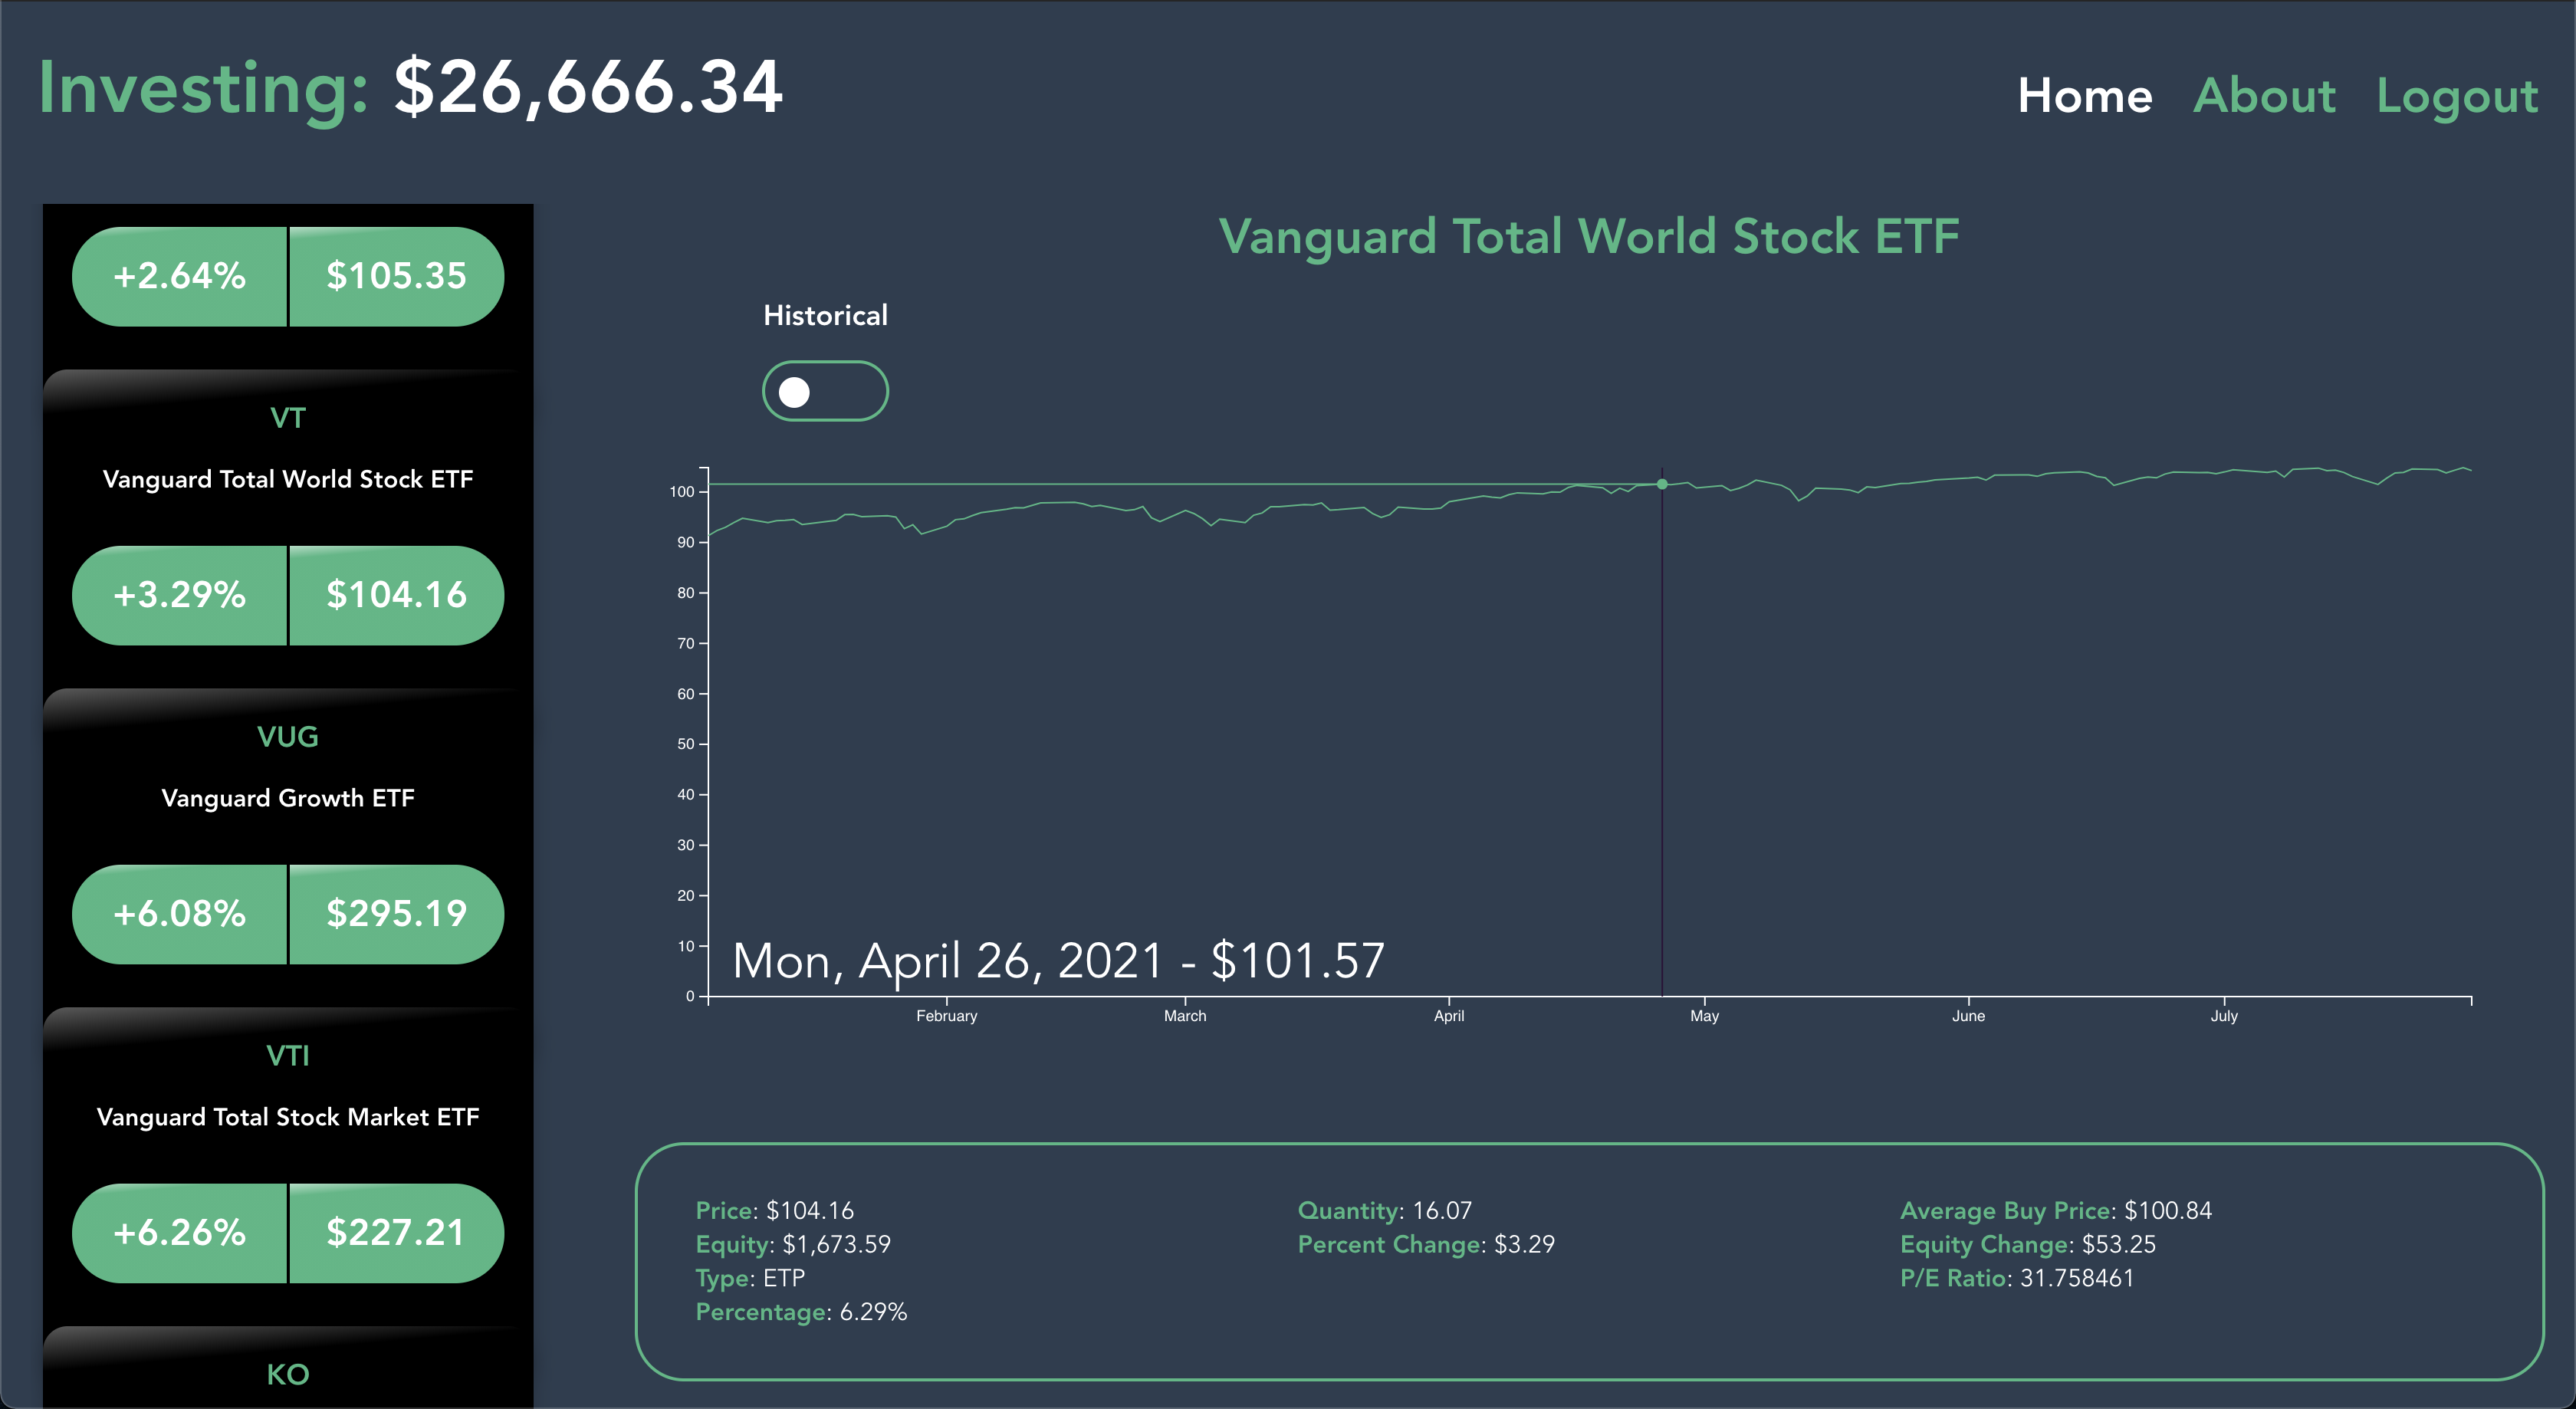 Investing: $26,666.34
Home About Logout
+2.64% $105.35
VT
Vanguard Total World Stock ETF
+3.29% $104.16
VUG
Vanguard Growth ETF
+6.08% $295.19
VTI
Vanguard Total Stock Market ETF
+6.26% $227.21
KO
Vanguard Total World Stock ETF
Historical
100
90
80
70
60
50
40
30
20
10
0
Mon, April 26, 2021 - $101.57
February March April May June July
Price: $104.16
Equity: $1,673.59
Type: ETP
Percentage: 6.29%
Quantity: 16.07
Percent Change: $3.29
Average Buy Price: $100.84
Equity Change: $53.25
P/E Ratio: 31.758461